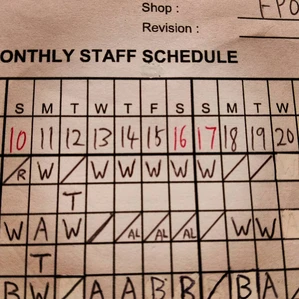 Shop : FPO
Revision :
ONTHLY STAFF SCHEDULE
S M T W T F S S M T W
10 11 12 13 14 15 16 17 18 19 20
R W W W W W W
T
W A W AL AL AL W W
T
B W A A B R B A